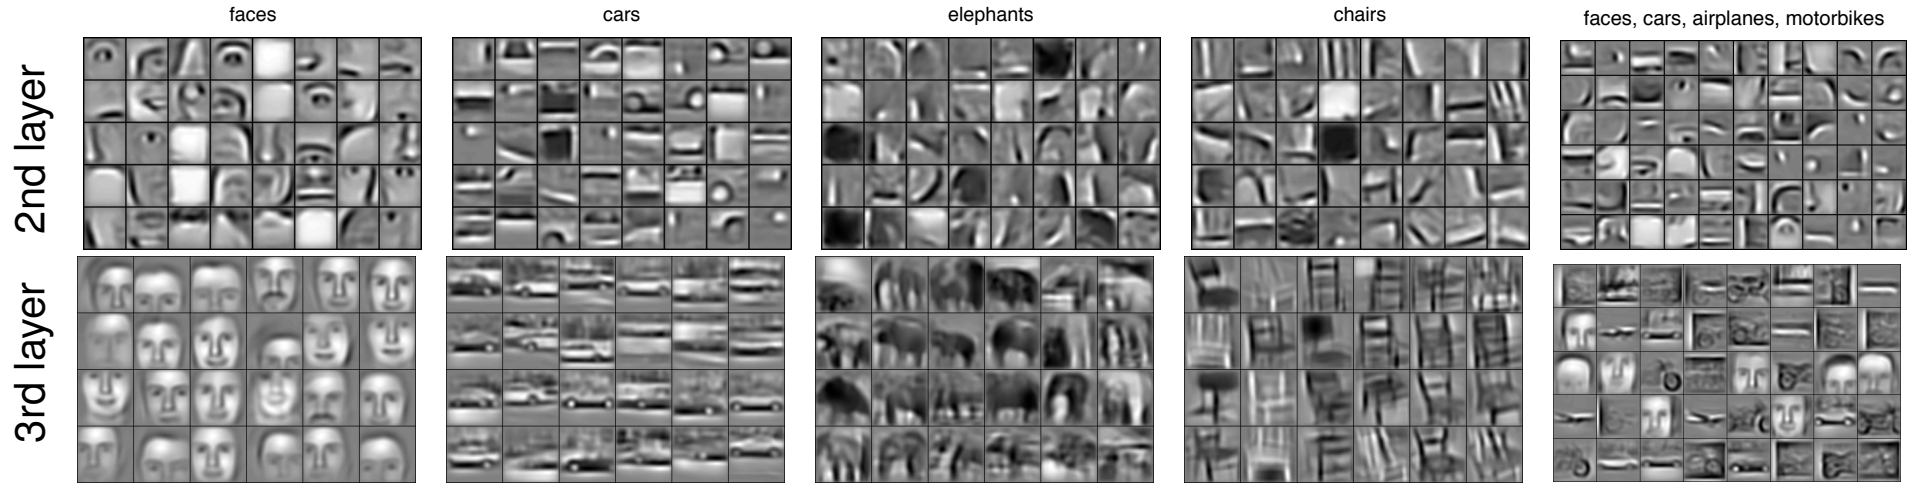 faces
cars
elephants
chairs
faces, cars, airplanes, motorbikes
2nd layer
3rd layer